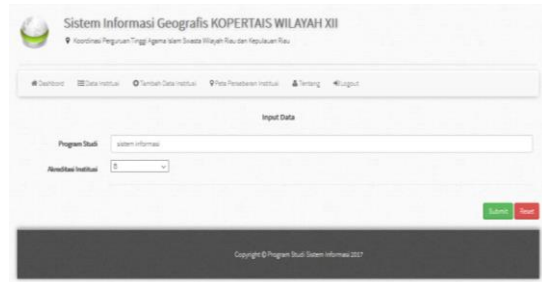 Sistem Informasi Geografis KOPERTAIS WILAYAH XII
Koordinasi Perguruan Tinggi Agama Islam Swasta Wilayah Riau dan Kepulauan Riau
Dashbord Data Institusi Tambah Data Institusi Peta Persebaran Institusi Tentang Logout
Input Data
Program Studi sistem informasi
Akreditasi Institusi B
Submit Reset
Copyright © Program Studi Sistem Informasi 2017